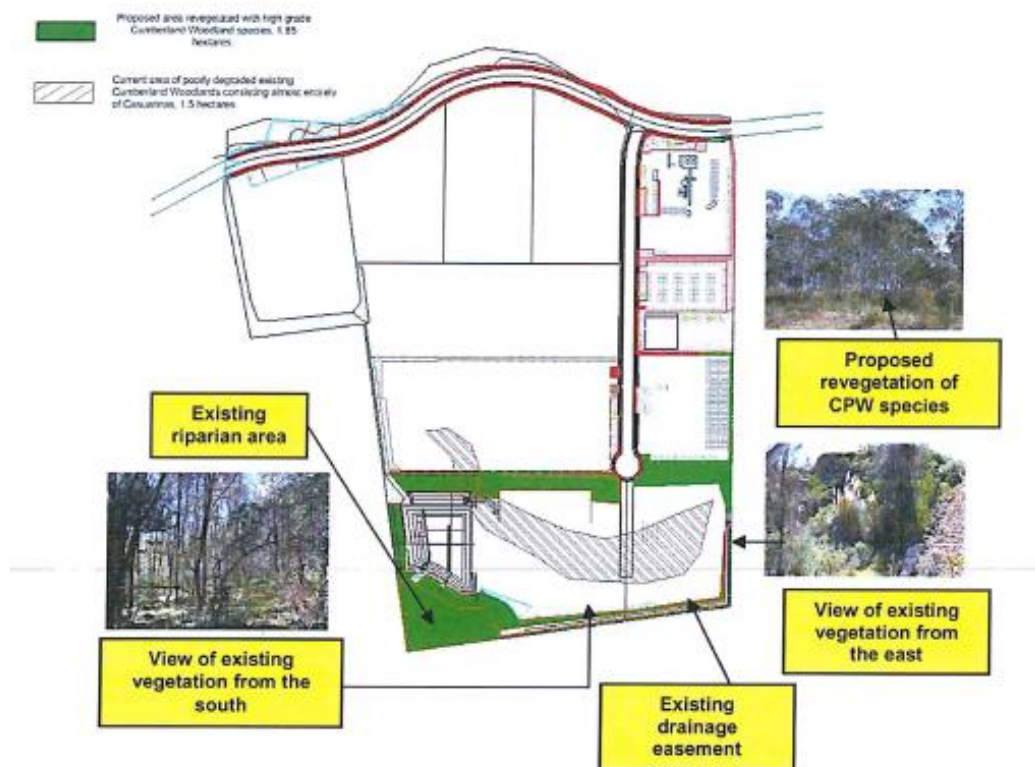 Proposed area revegetated with high grade
Cumberland Woodland species, 1.85
hectares.
Current area of poorly degraded existing
Cumberland Woodlands consisting almost entirely
of Casuarinas, 1.5 hectares
Proposed
revegetation of
CPW species
Existing
riparian area
View of existing
vegetation from the
south
View of existing
vegetation from
the east
Existing
drainage
easement